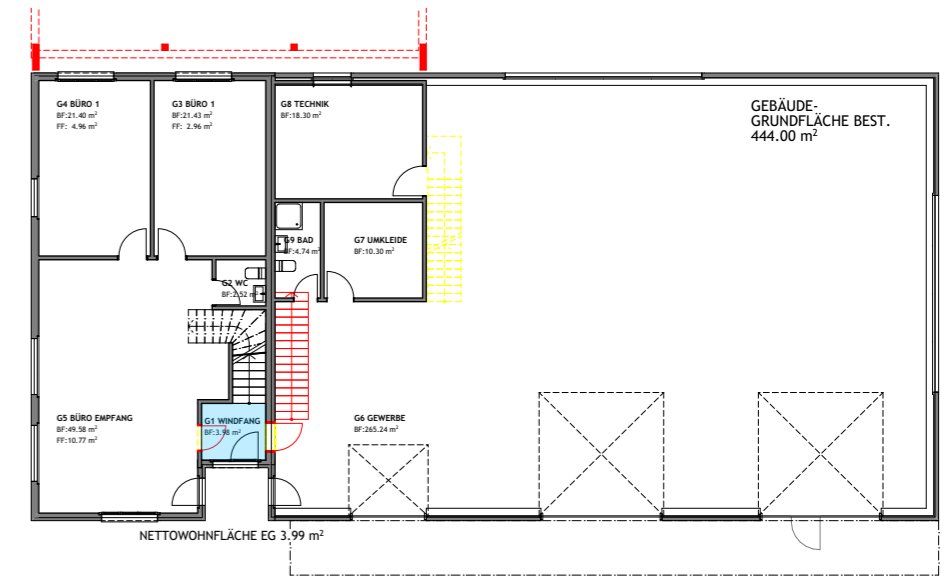 G4 BÜRO 1
BF:21.40 m²
FF: 4.96 m²
G3 BÜRO 1
BF:21.43 m²
FF: 2.96 m²
G8 TECHNIK
BF:18.30 m²
GEBÄUDE-
GRUNDFLÄCHE BEST.
444.00 m²
G9 BAD
BF:4.74 m²
G7 UMKLEIDE
BF:10.30 m²
G2 WC
BF:2.52 m²
G5 BÜRO EMPFANG
BF:49.58 m²
FF:10.77 m²
G1 WINDFANG
BF:3.98 m²
G6 GEWERBE
BF:265.24 m²
NETTOWOHNFLÄCHE EG 3.99 m²